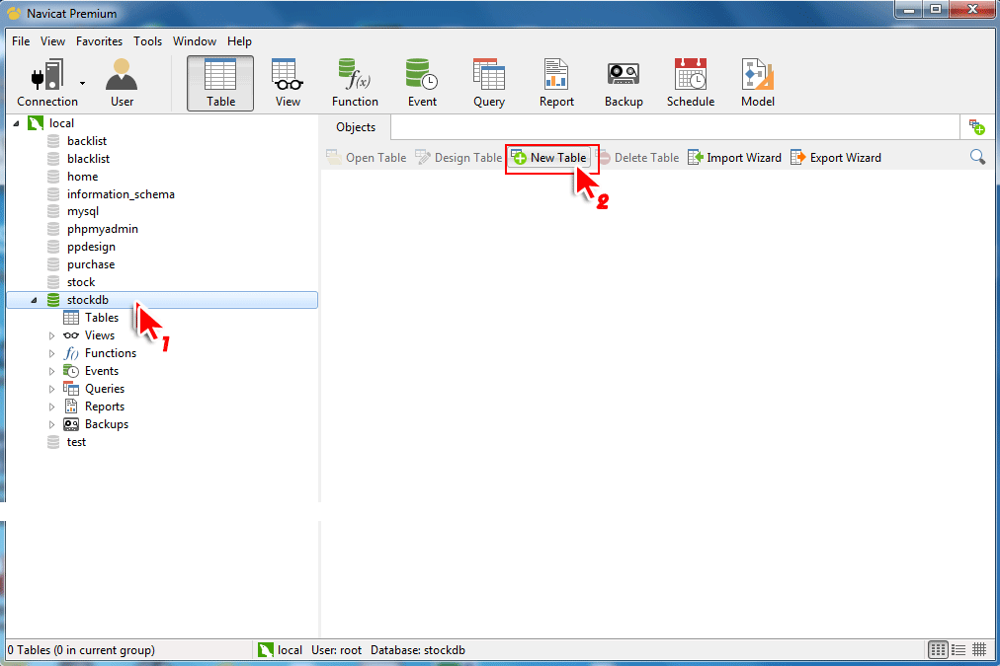 Navicat Premium
File View Favorites Tools Window Help
Connection User Table View Function Event Query Report Backup Schedule Model
local
backlist
blacklist
home
information_schema
mysql
phpmyadmin
ppdesign
purchase
stock
stockdb
Tables
Views
Functions
Events
Queries
Reports
Backups
test
1
Objects
Open Table Design Table New Table Delete Table Import Wizard Export Wizard
2
0 Tables (0 in current group) local User: root Database: stockdb